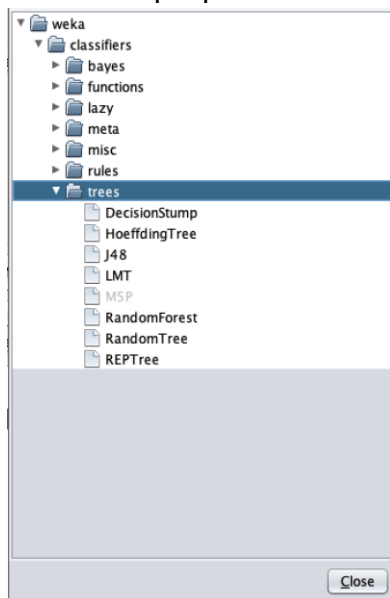 weka
classifiers
bayes
functions
lazy
meta
misc
rules
trees
DecisionStump
HoeffdingTree
J48
LMT
M5P
RandomForest
RandomTree
REPTree
Close